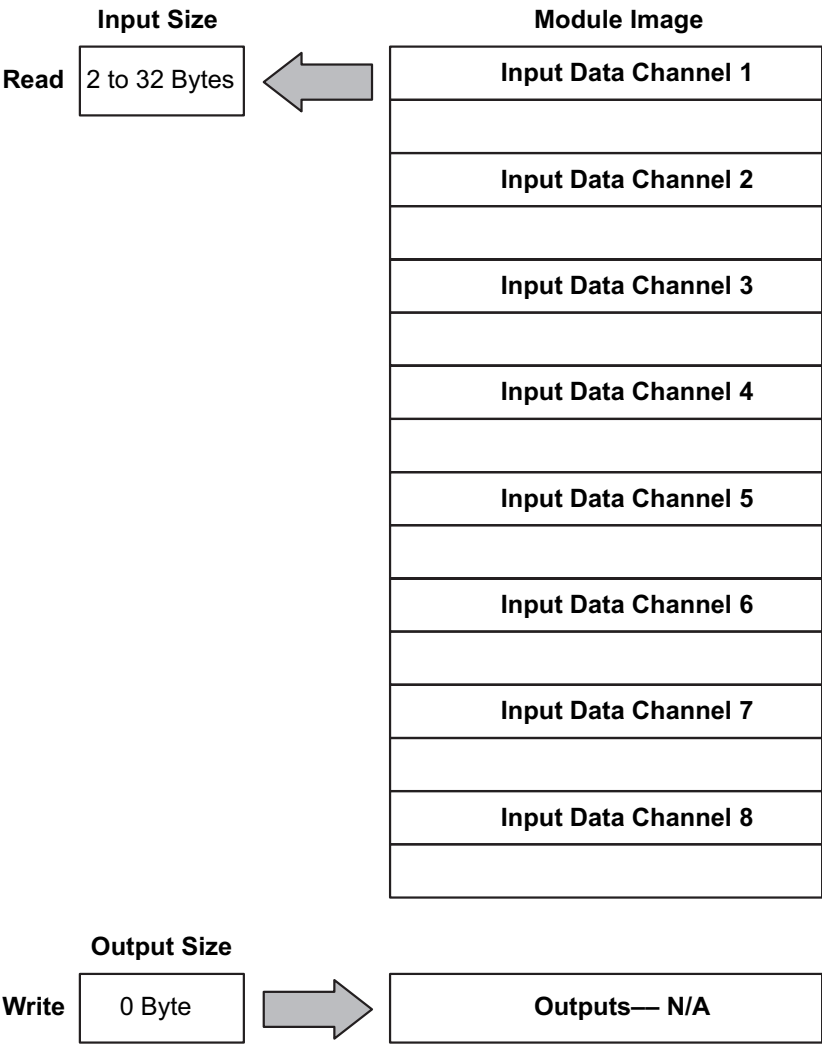 Input Size Module Image
Read 2 to 32 Bytes Input Data Channel 1
Input Data Channel 2
Input Data Channel 3
Input Data Channel 4
Input Data Channel 5
Input Data Channel 6
Input Data Channel 7
Input Data Channel 8
Output Size
Write 0 Byte Outputs–– N/A